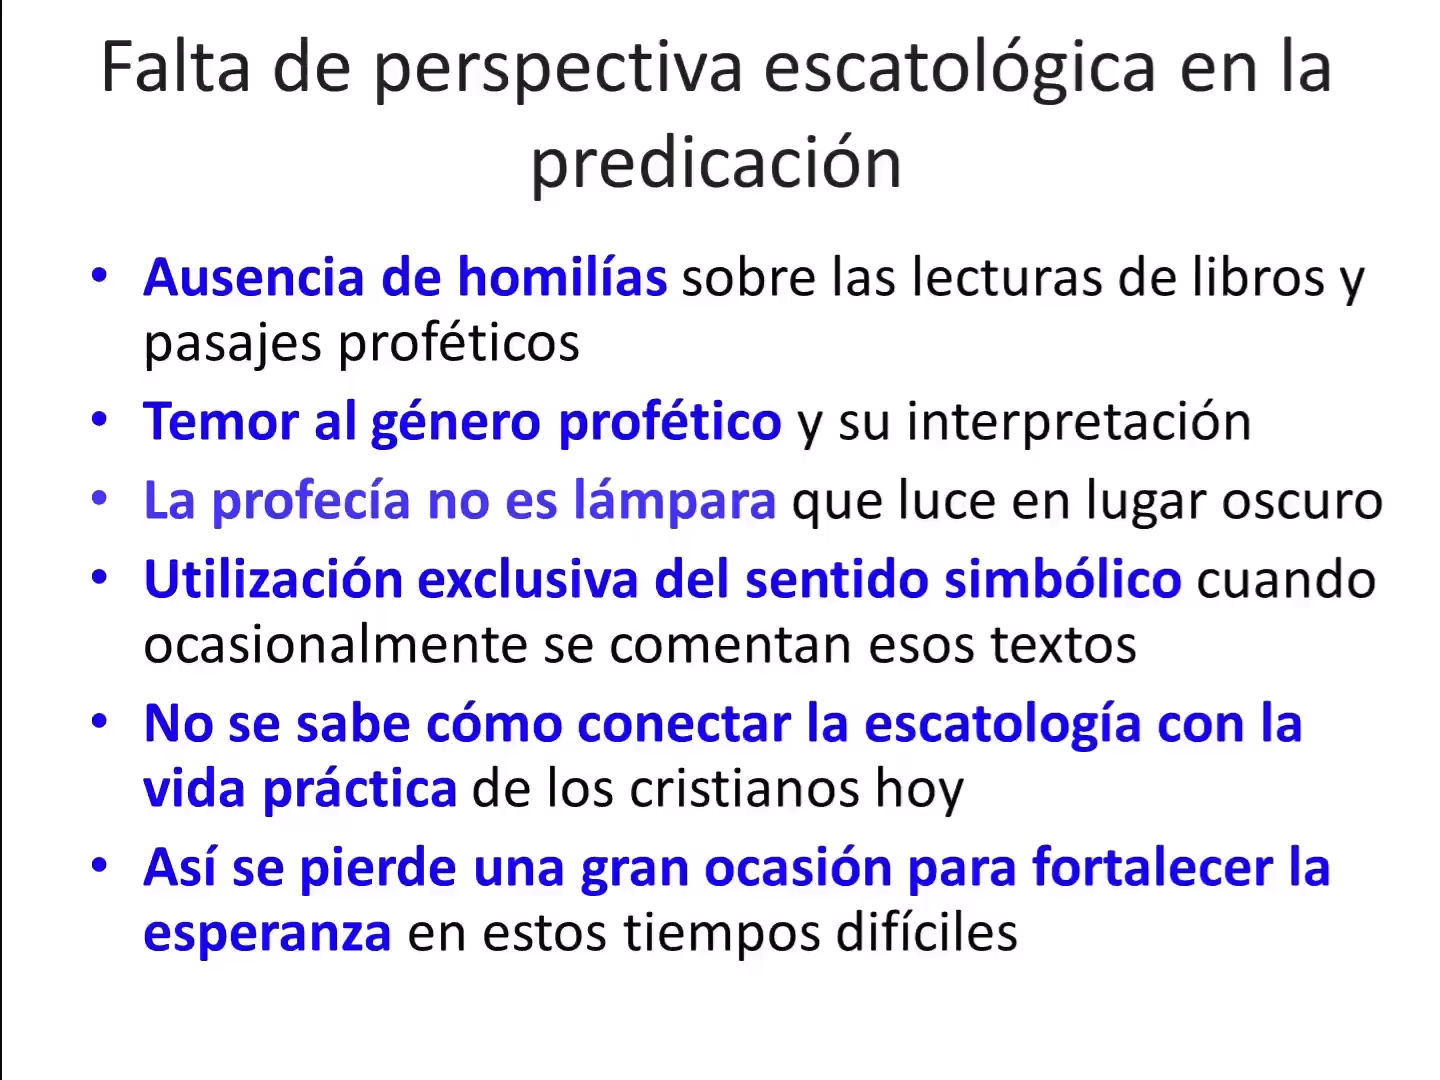 Falta de perspectiva escatológica en la
predicación
• Ausencia de homilías sobre las lecturas de libros y
pasajes proféticos
• Temor al género profético y su interpretación
• La profecía no es lámpara que luce en lugar oscuro
• Utilización exclusiva del sentido simbólico cuando
ocasionalmente se comentan esos textos
• No se sabe cómo conectar la escatología con la
vida práctica de los cristianos hoy
• Así se pierde una gran ocasión para fortalecer la
esperanza en estos tiempos difíciles